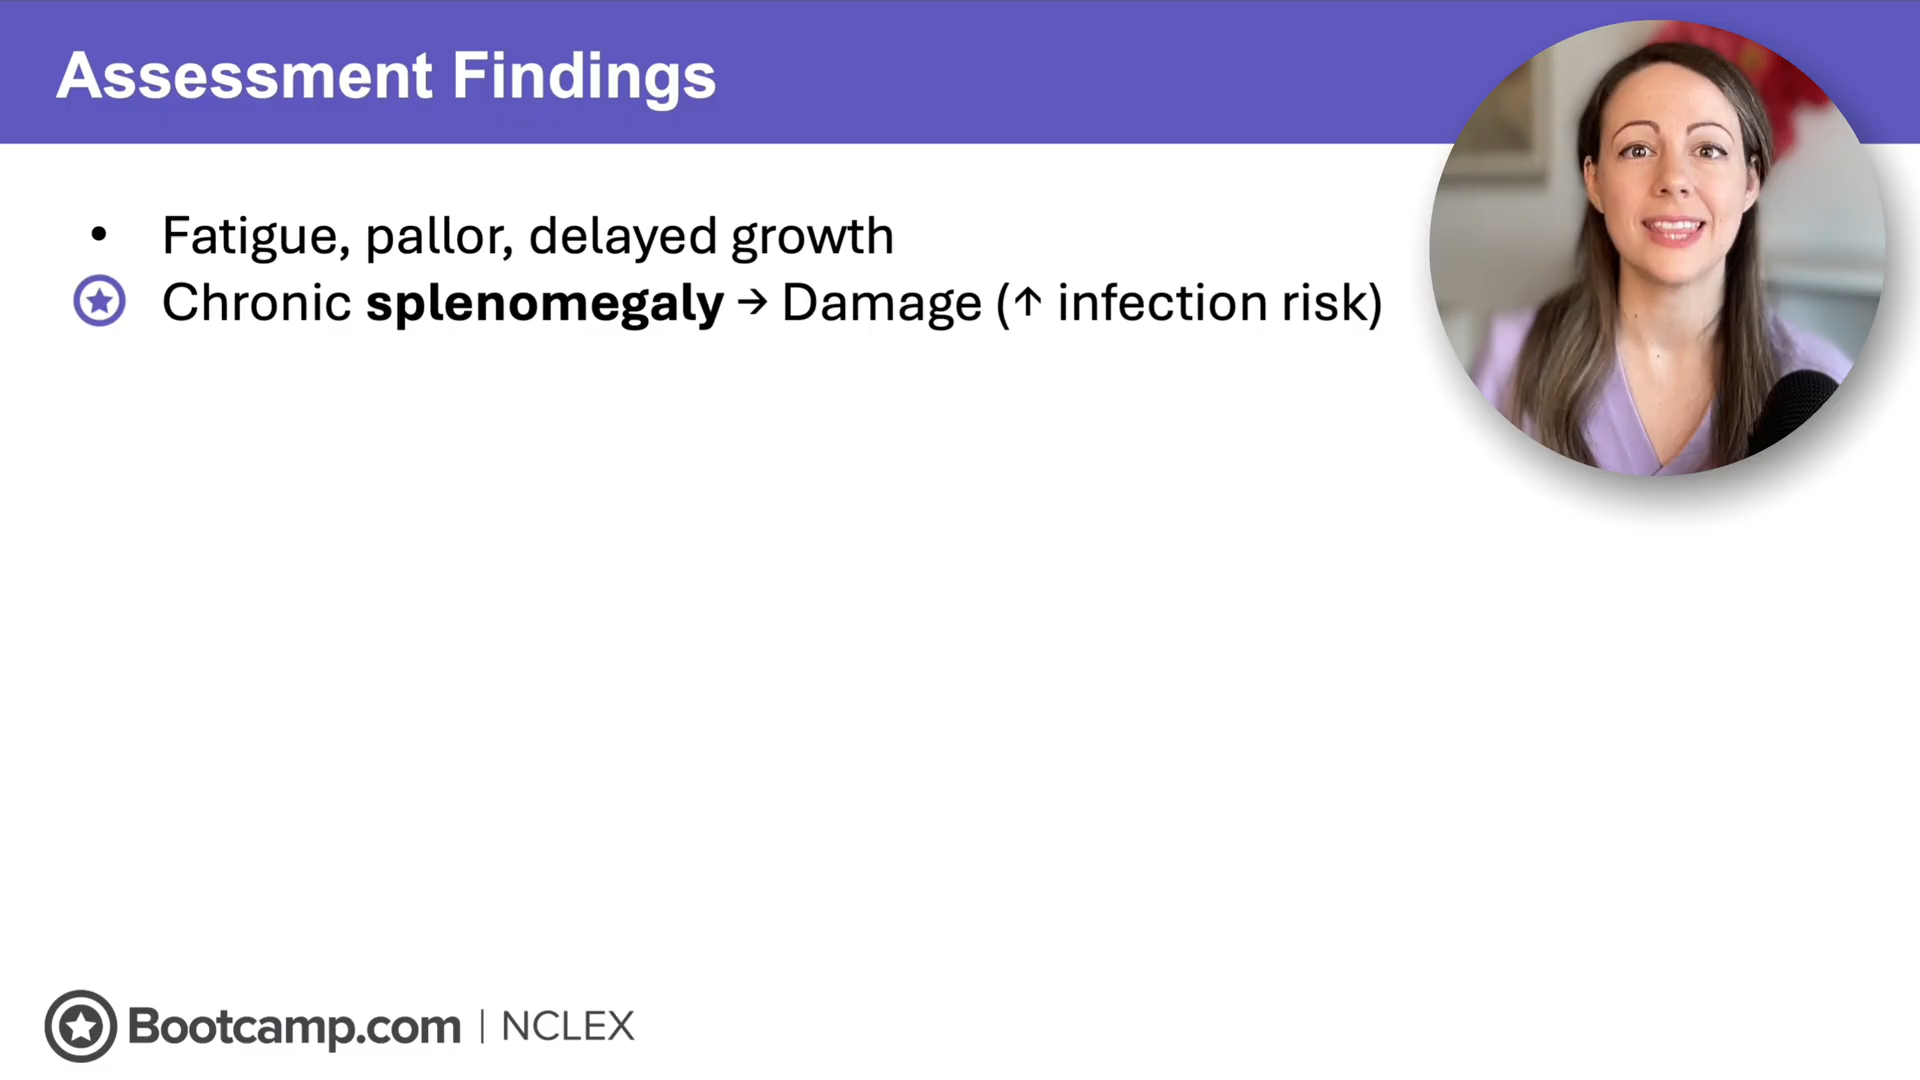 Assessment Findings
• Fatigue, pallor, delayed growth
Chronic splenomegaly → Damage (↑ infection risk)
Bootcamp.com | NCLEX